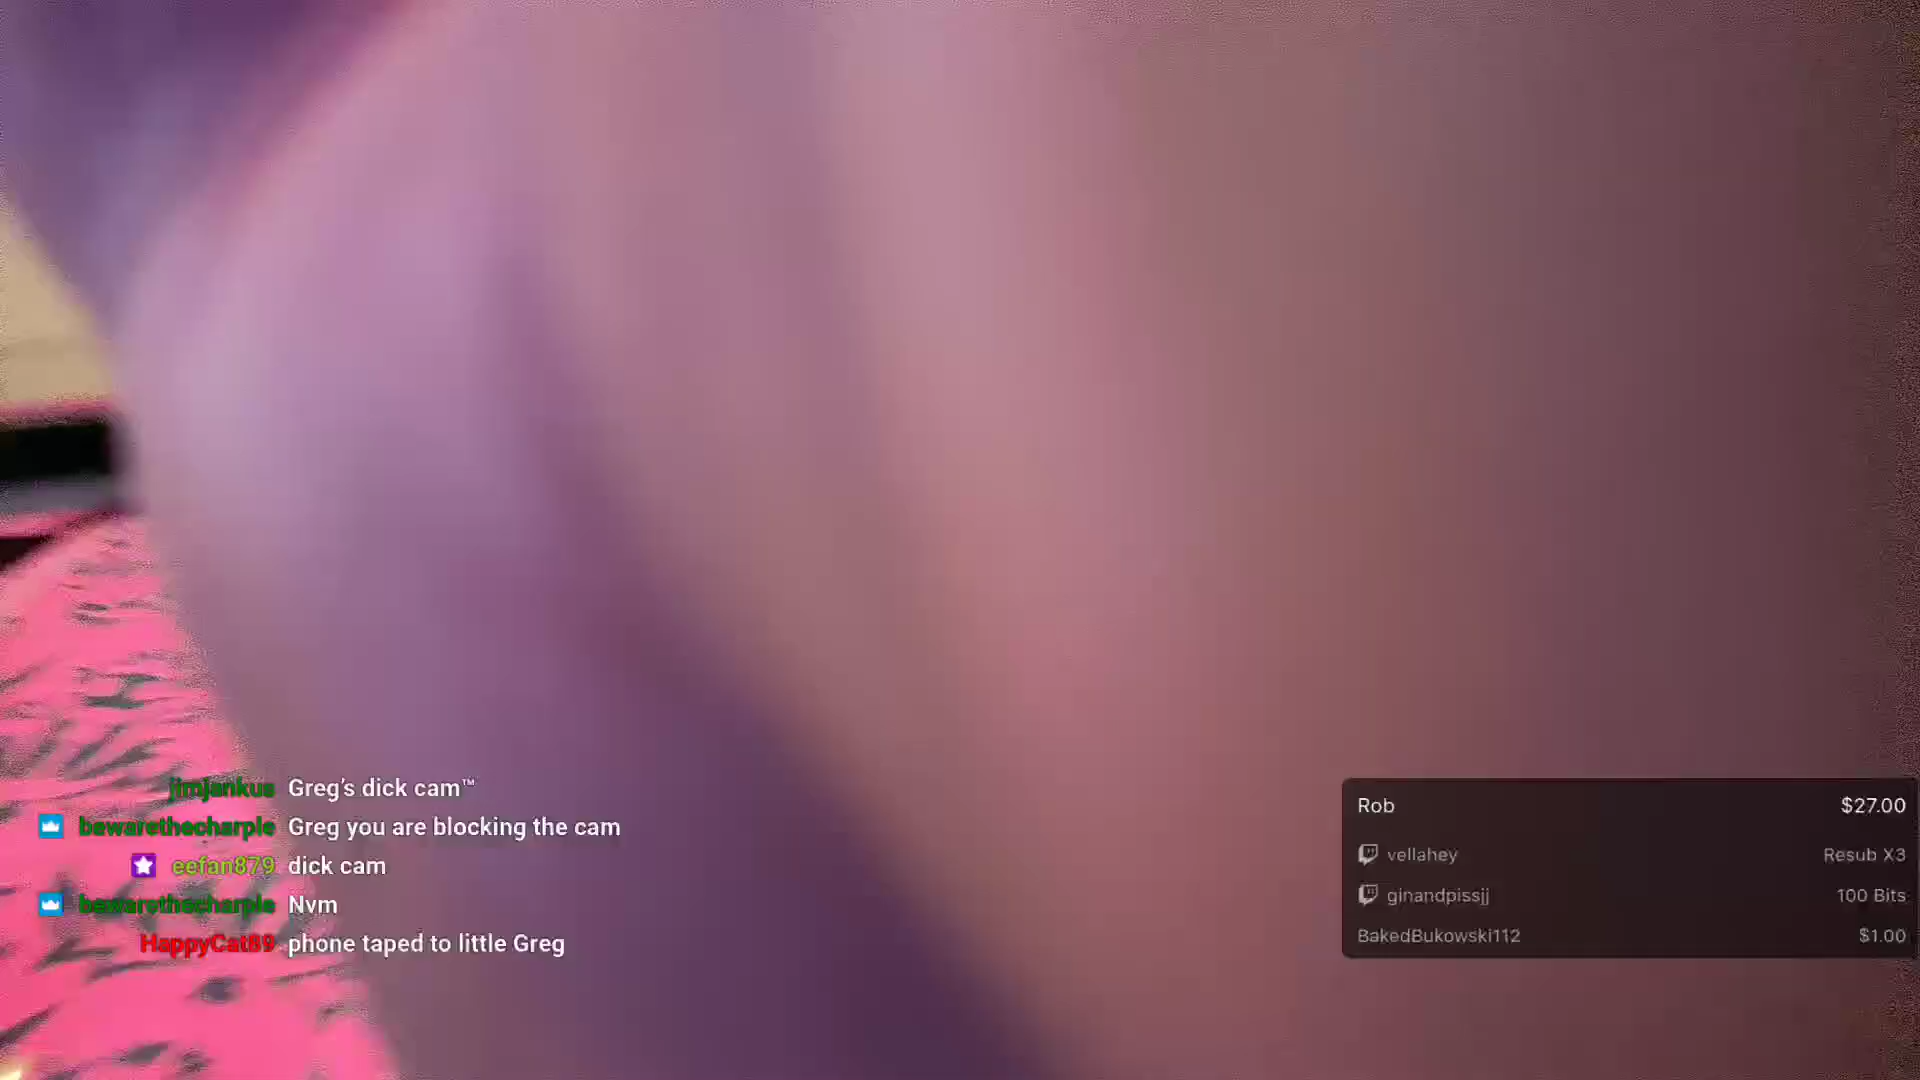 jimjankus Greg’s dick cam™
bewarethecharple Greg you are blocking the cam
eefan879 dick cam
bewarethecharple Nvm
HappyCat89 phone taped to little Greg
Rob $27.00
vellahey Resub X3
ginandpissjj 100 Bits
BakedBukowski112 $1.00